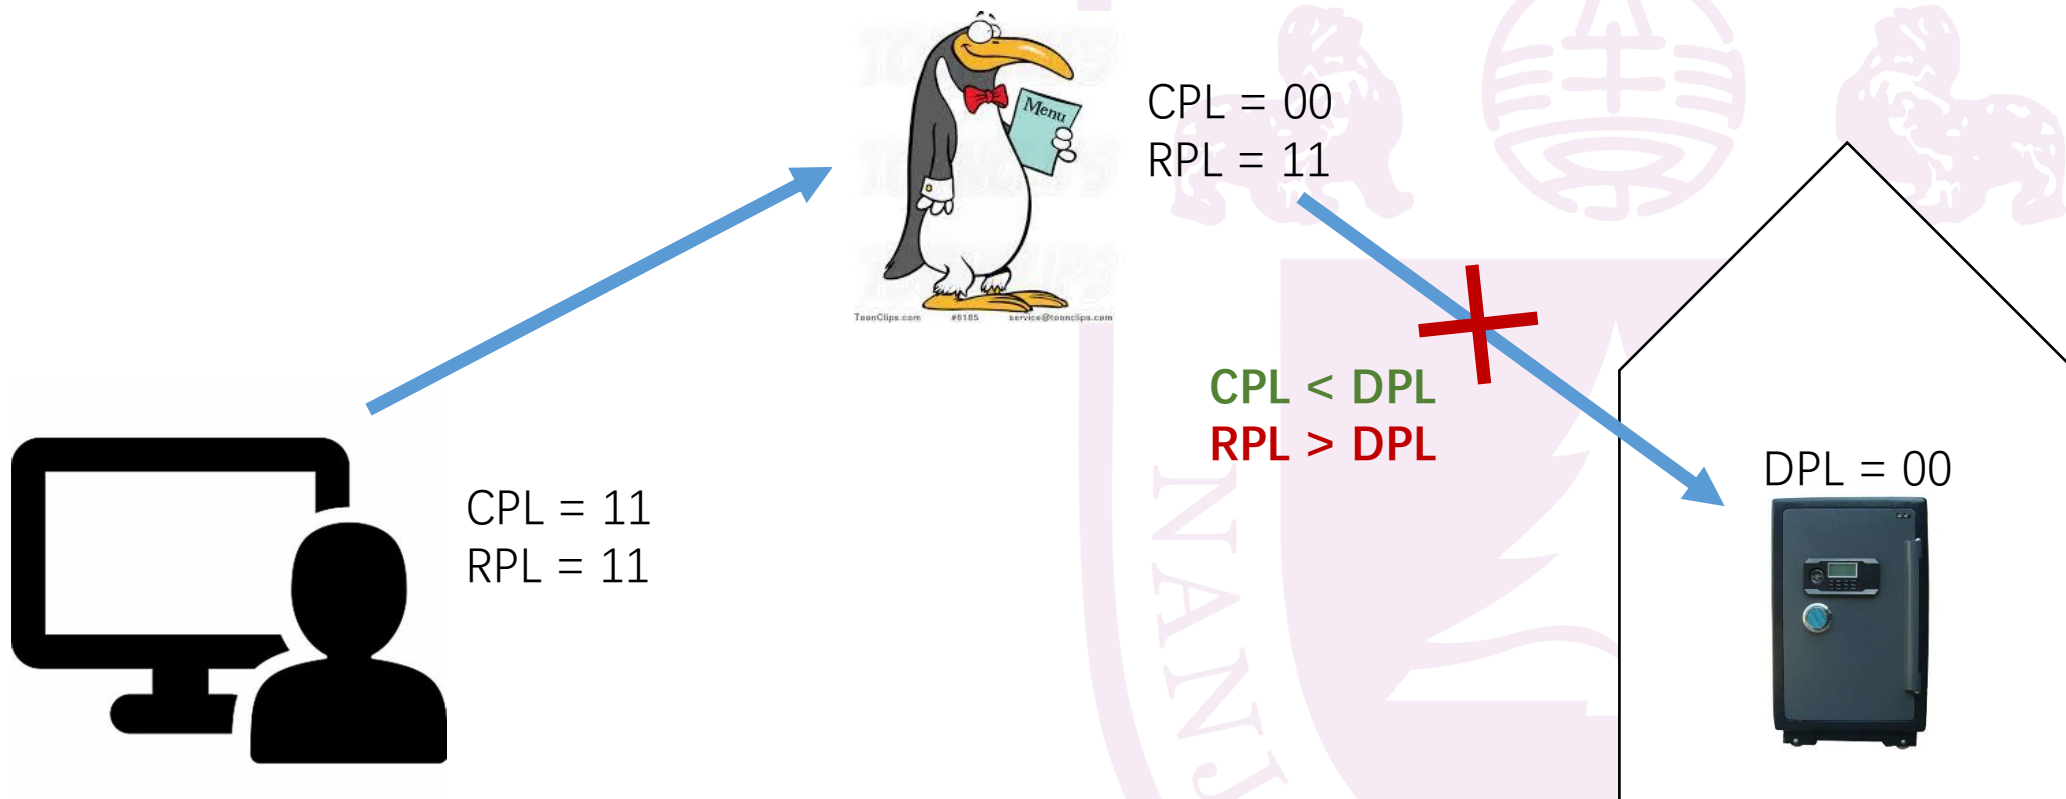 Menu
CPL = 00
RPL = 11
ToonClips.com #8185 service@toonclips.com
CPL < DPL
RPL > DPL
DPL = 00
CPL = 11
RPL = 11
NANJ